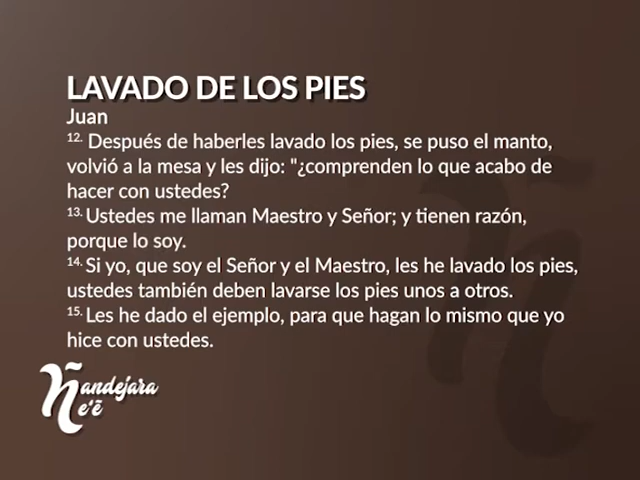 LAVADO DE LOS PIES
Juan
12. Después de haberles lavado los pies, se puso el manto,
volvió a la mesa y les dijo: "¿comprenden lo que acabo de
hacer con ustedes?
13. Ustedes me llaman Maestro y Señor; y tienen razón,
porque lo soy.
14. Si yo, que soy el Señor y el Maestro, les he lavado los pies,
ustedes también deben lavarse los pies unos a otros.
15. Les he dado el ejemplo, para que hagan lo mismo que yo
hice con ustedes.
Ñandejara
Ñe'ẽ